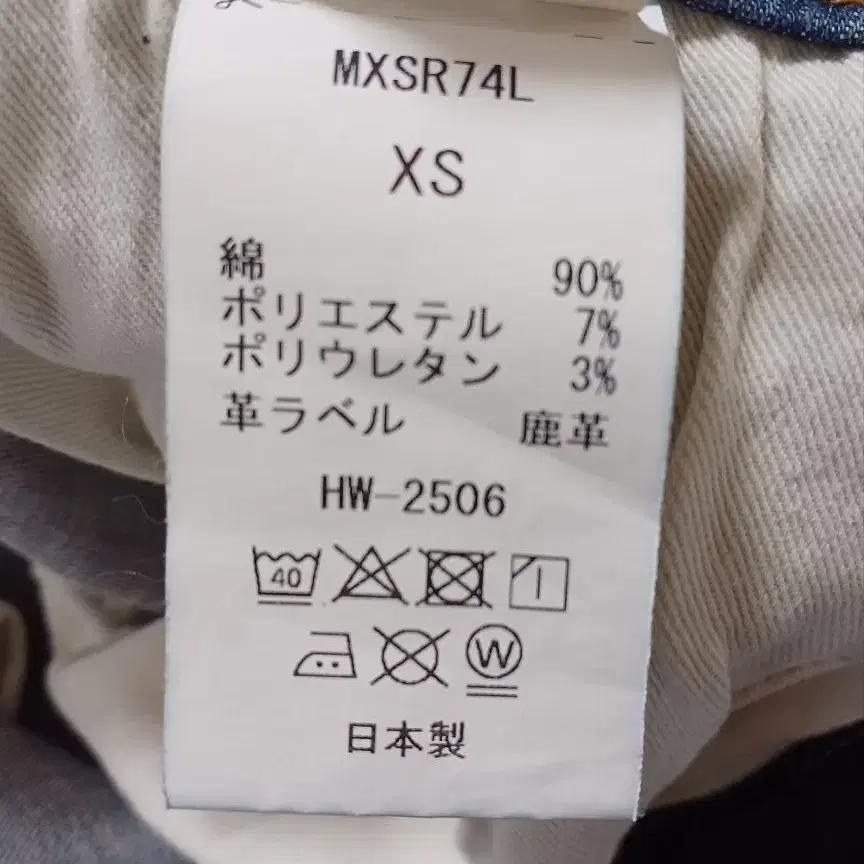 MXSR74L
XS
綿 90%
ポリエステル 7%
ポリウレタン 3%
革ラベル 鹿革
HW-2506
40
W
日本製